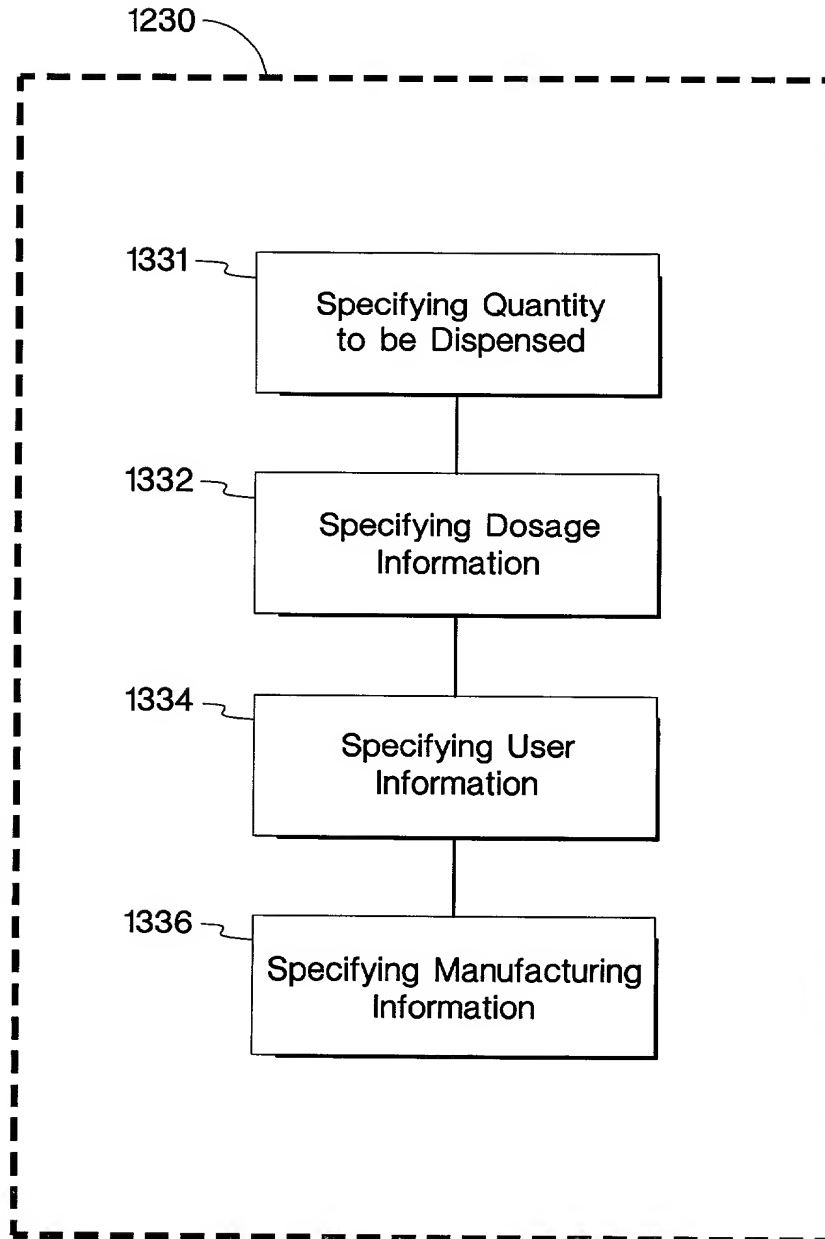 1230
1331
Specifying Quantity
to be Dispensed
1332
Specifying Dosage
Information
1334
Specifying User
Information
1336
Specifying Manufacturing
Information